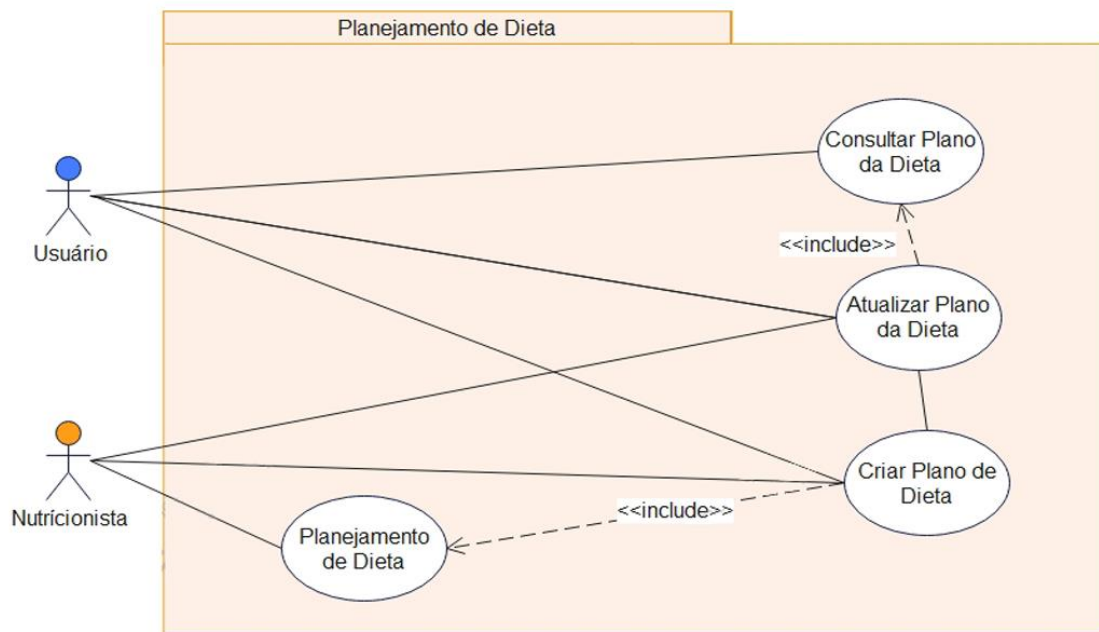 Planejamento de Dieta
Consultar Plano
da Dieta
Usuário
<<include>>
Atualizar Plano
da Dieta
Nutrícionista
Criar Plano de
Dieta
<<include>>
Planejamento
de Dieta